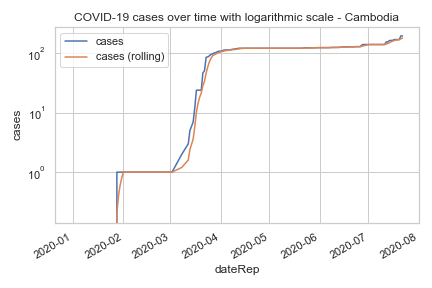 COVID-19 cases over time with logarithmic scale - Cambodia
cases
cases (rolling)
10²
10¹
10⁰
cases
2020-01
2020-02
2020-03
2020-04
2020-05
2020-06
2020-07
2020-08
dateRep